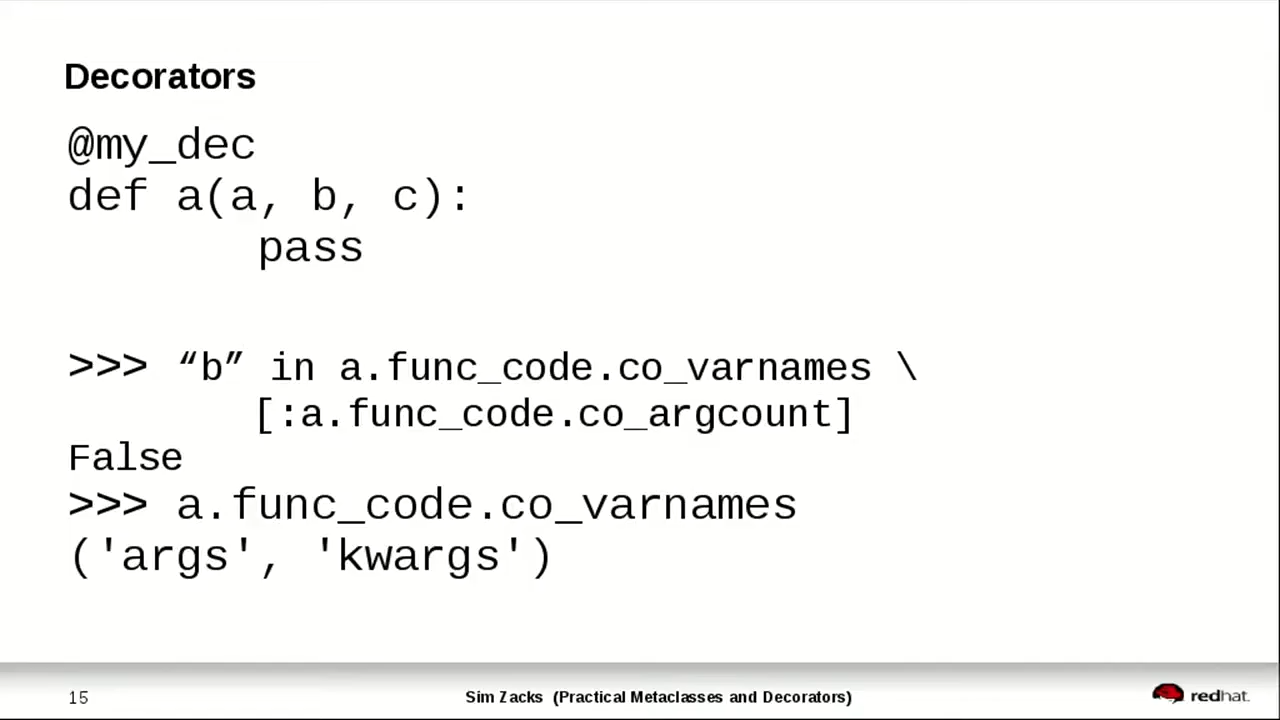 Decorators
@my_dec
def a(a, b, c):
        pass
>>> “b” in a.func_code.co_varnames \
        [:a.func_code.co_argcount]
False
>>> a.func_code.co_varnames
('args', 'kwargs')
15
Sim Zacks (Practical Metaclasses and Decorators)
redhat.